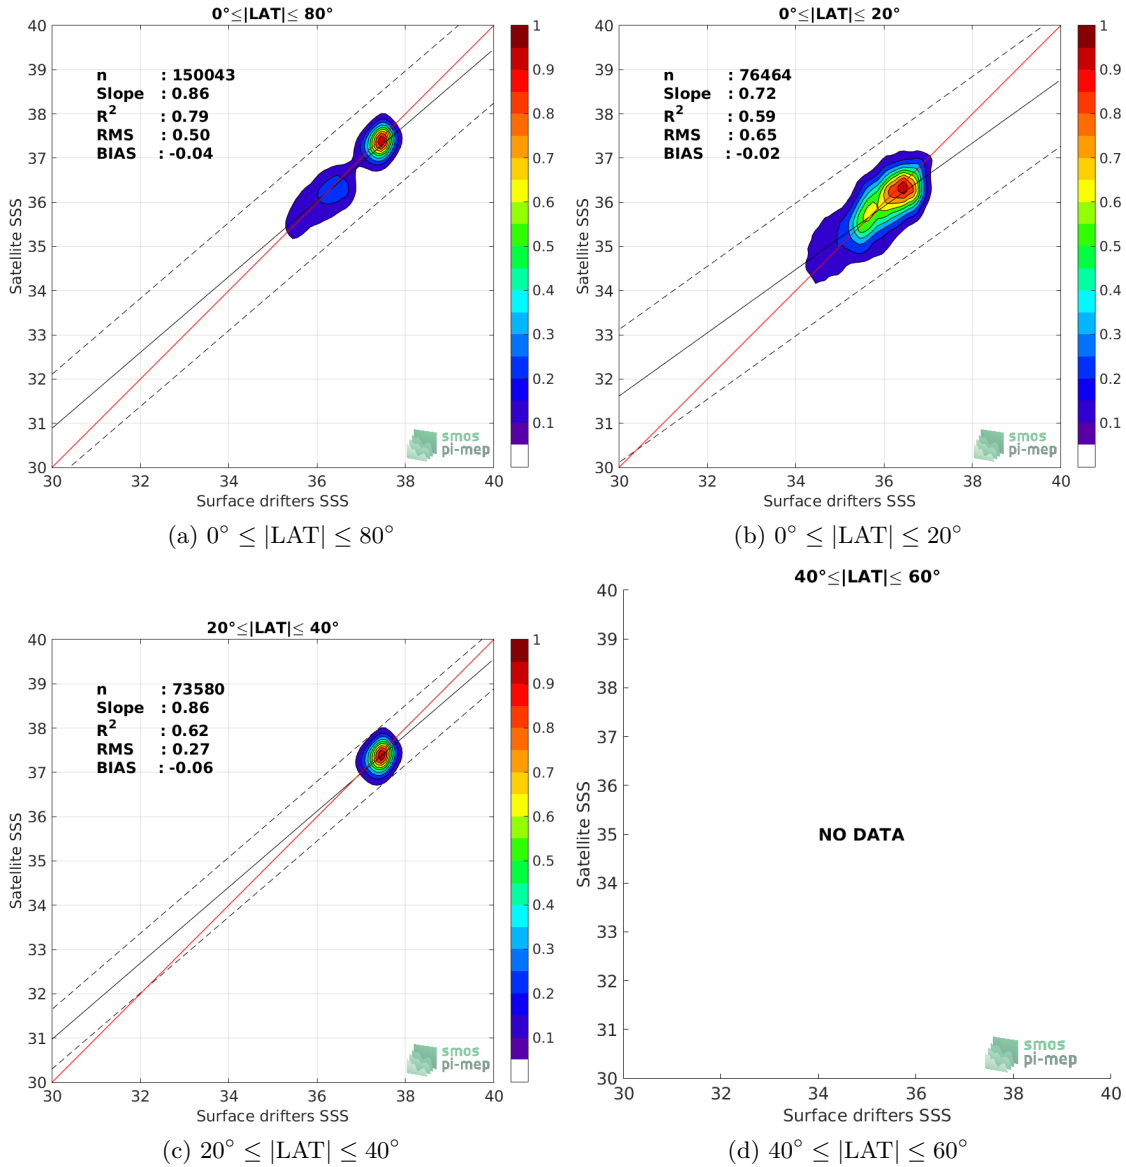 0°≤|LAT|≤ 80°
n : 150043
Slope : 0.86
R² : 0.79
RMS : 0.50
BIAS : -0.04
40
39
38
37
36
35
34
33
32
31
30
Satellite SSS
30 32 34 36 38 40
Surface drifters SSS
1
0.9
0.8
0.7
0.6
0.5
0.4
0.3
0.2
0.1
smos
pi-mep
(a) 0° ≤ |LAT| ≤ 80°
0°≤|LAT|≤ 20°
n : 76464
Slope : 0.72
R² : 0.59
RMS : 0.65
BIAS : -0.02
40
39
38
37
36
35
34
33
32
31
30
Satellite SSS
30 32 34 36 38 40
Surface drifters SSS
1
0.9
0.8
0.7
0.6
0.5
0.4
0.3
0.2
0.1
smos
pi-mep
(b) 0° ≤ |LAT| ≤ 20°
20°≤|LAT|≤ 40°
n : 73580
Slope : 0.86
R² : 0.62
RMS : 0.27
BIAS : -0.06
40
39
38
37
36
35
34
33
32
31
30
Satellite SSS
30 32 34 36 38 40
Surface drifters SSS
1
0.9
0.8
0.7
0.6
0.5
0.4
0.3
0.2
0.1
smos
pi-mep
(c) 20° ≤ |LAT| ≤ 40°
40°≤|LAT|≤ 60°
40
39
38
37
36
35
34
33
32
31
30
Satellite SSS
NO DATA
30 32 34 36 38 40
Surface drifters SSS
smos
pi-mep
(d) 40° ≤ |LAT| ≤ 60°